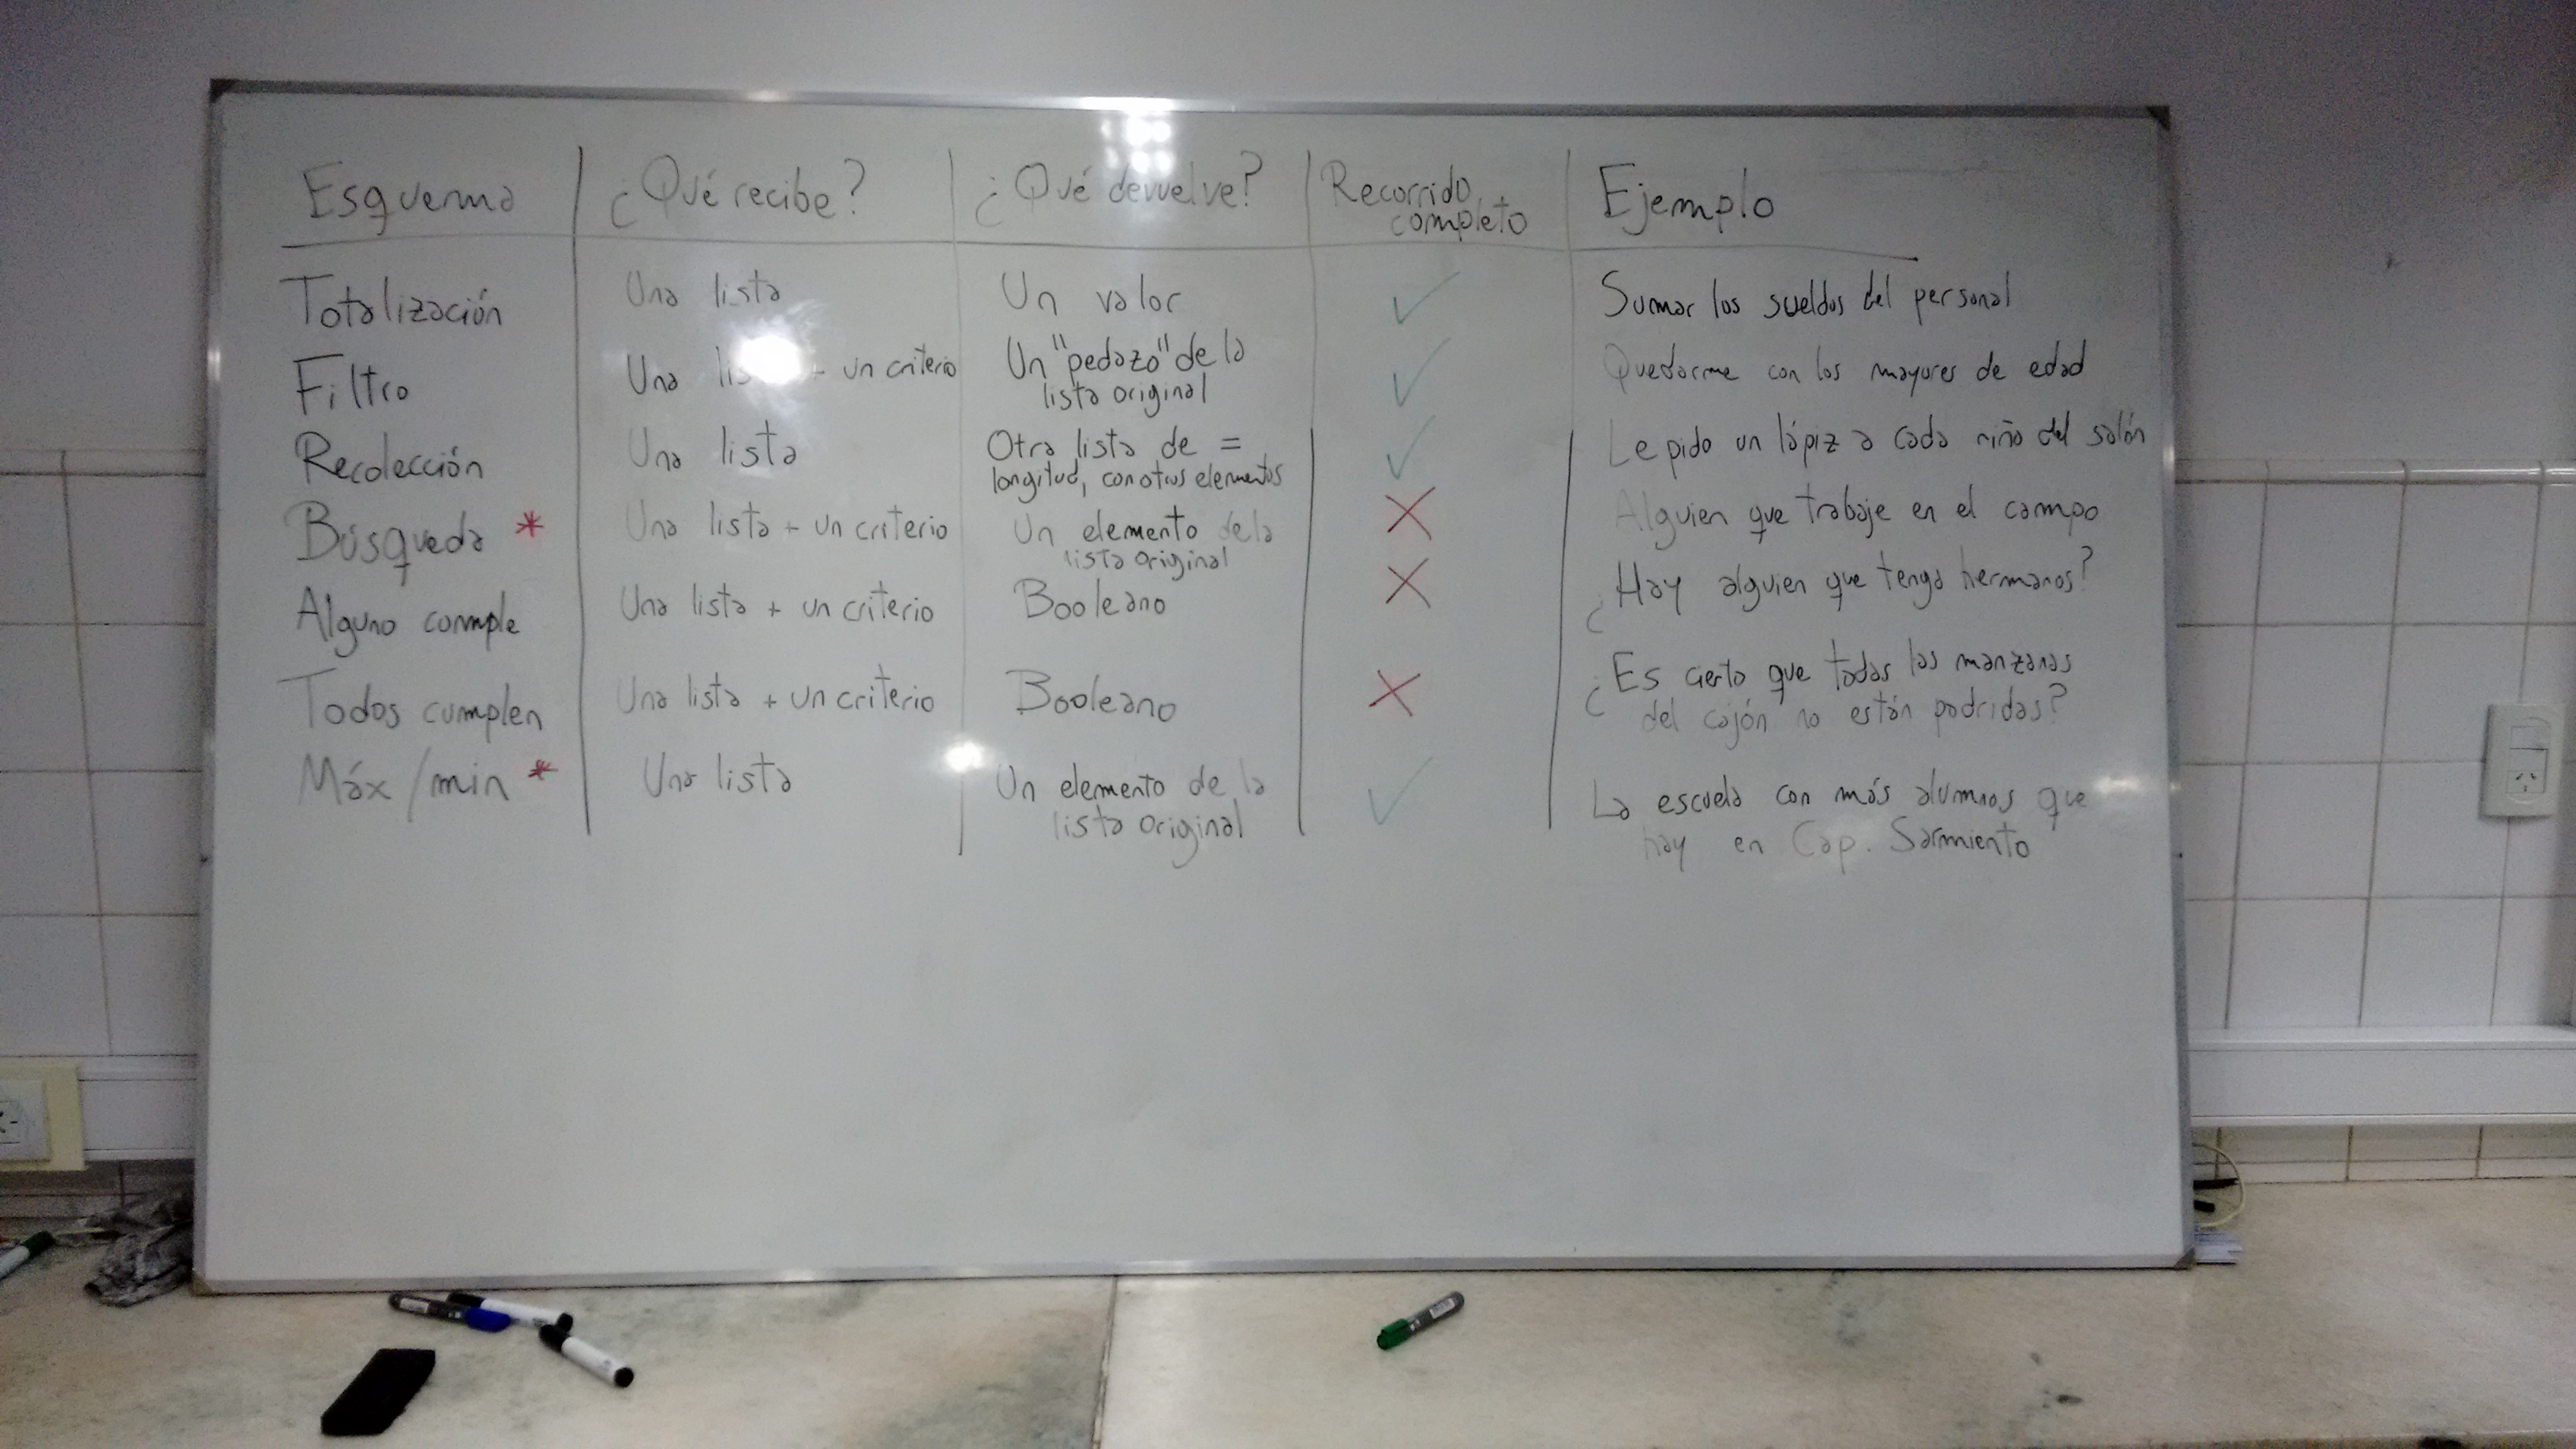 Esquema ¿Qué recibe? ¿Qué devuelve? Recorrido completo Ejemplo
Totalización Una lista Un valor ✓ Sumar los sueldos del personal
Filtro Una + un criterio Un "pedazo" de la lista original ✓ Quedarme con los mayores de edad
Recolección Una lista Otra lista de = longitud, con otros elementos ✓ Le pido un lápiz a cada niño del salón
Búsqueda * Una lista + un criterio Un elemento de la lista original X Alguien que trabaje en el campo
Alguno cumple Una lista + un criterio Booleano X ¿Hay alguien que tenga hermanos?
Todos cumplen Una lista + un criterio Booleano X ¿Es cierto que todas las manzanas del cajón no están podridas?
Máx/min * Una lista Un elemento de la lista original ✓ La escuela con más alumnos que hay en Cap. Sarmiento